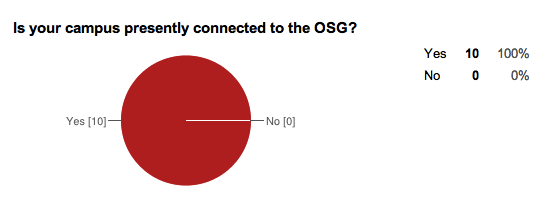 Is your campus presently connected to the OSG?
Yes 10 100%
No 0 0%
Yes [10]
No [0]